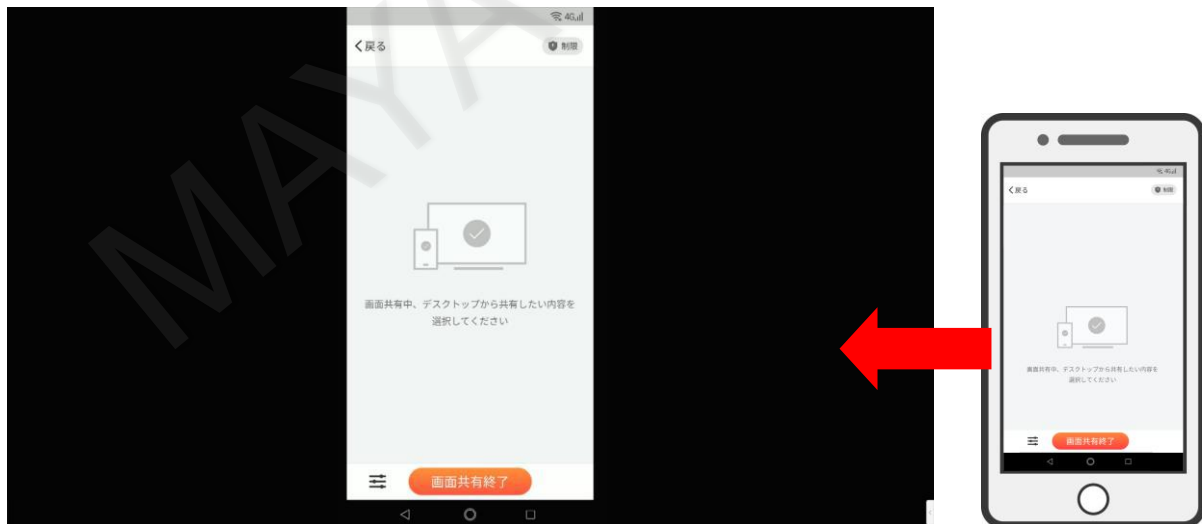 MAYA
4G
戻る
制限
画面共有中、デスクトップから共有したい内容を
選択してください
画面共有終了
4G
戻る
制限
画面共有中、デスクトップから共有したい内容を
選択してください
画面共有終了